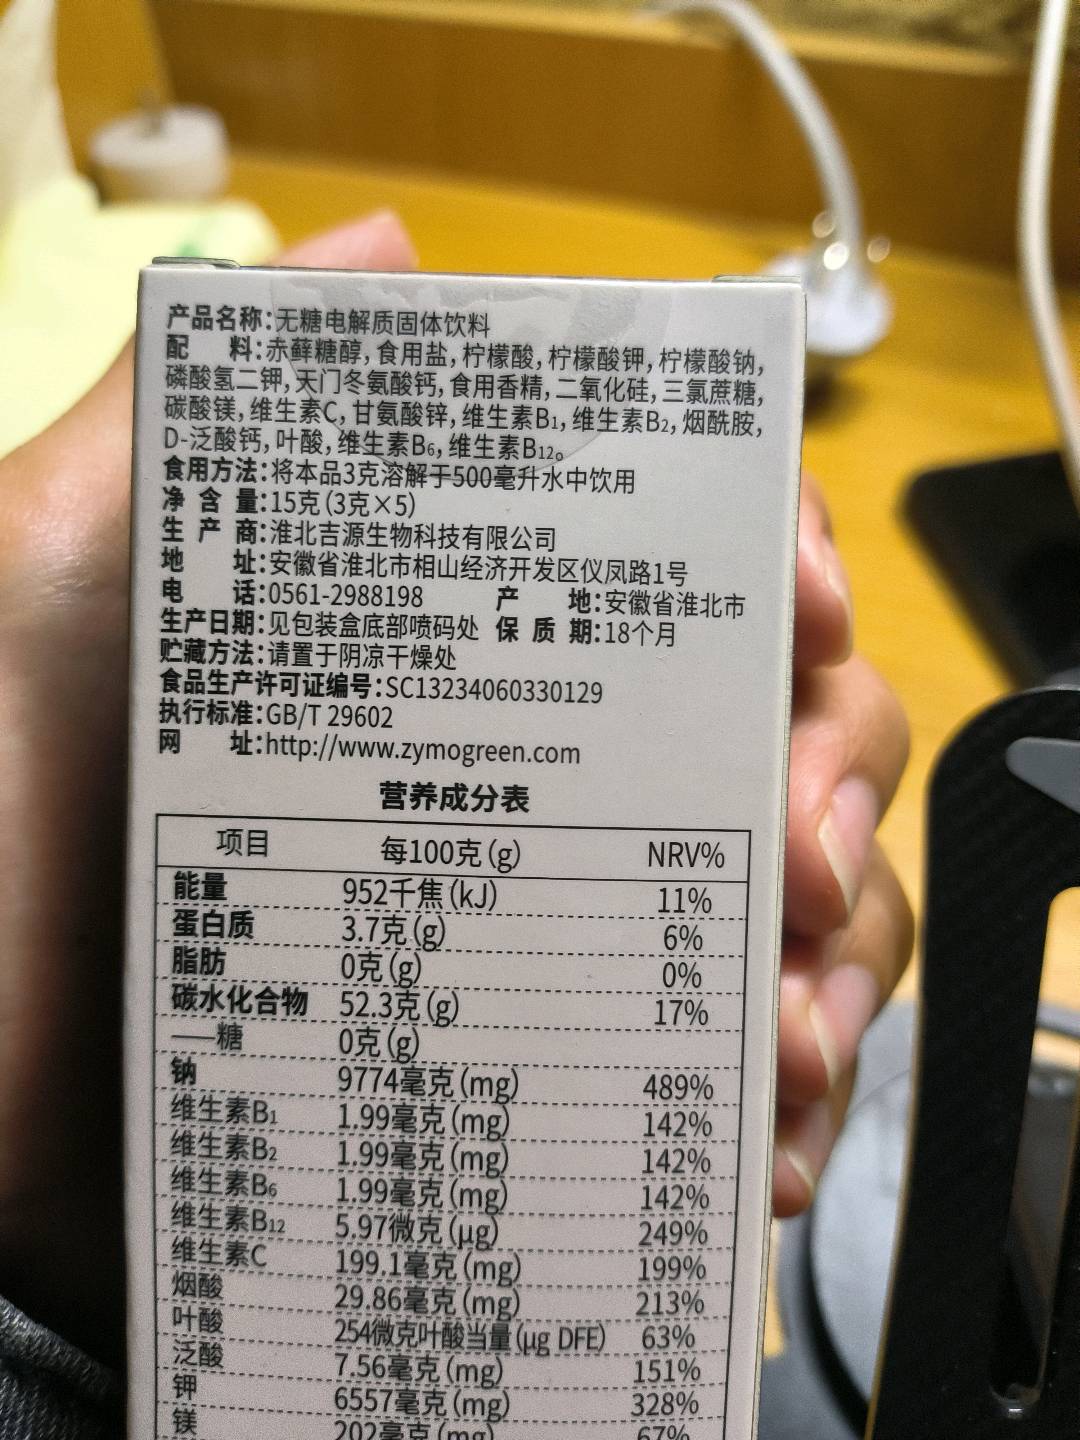 产品名称:无糖电解质固体饮料
配 料:赤藓糖醇,食用盐,柠檬酸,柠檬酸钾,柠檬酸钠,
磷酸氢二钾,天门冬氨酸钙,食用香精,二氧化硅,三氯蔗糖,
碳酸镁,维生素C,甘氨酸锌,维生素B1,维生素B2,烟酰胺,
D-泛酸钙,叶酸,维生素B6,维生素B12。
食用方法:将本品3克溶解于500毫升水中饮用
净 含 量:15克(3克×5)
生 产 商:淮北吉源生物科技有限公司
地 址:安徽省淮北市相山经济开发区仪凤路1号
电 话:0561-2988198 产 地:安徽省淮北市
生产日期:见包装盒底部喷码处 保 质 期:18个月
贮藏方法:请置于阴凉干燥处
食品生产许可证编号:SC13234060330129
执行标准:GB/T 29602
网 址:http://www.zymogreen.com
营养成分表
项目 每100克(g) NRV%
能量 952千焦(kJ) 11%
蛋白质 3.7克(g) 6%
脂肪 0克(g) 0%
碳水化合物 52.3克(g) 17%
——糖 0克(g)
钠 9774毫克(mg) 489%
维生素B1 1.99毫克(mg) 142%
维生素B2 1.99毫克(mg) 142%
维生素B6 1.99毫克(mg) 142%
维生素B12 5.97微克(μg) 249%
维生素C 199.1毫克(mg) 199%
烟酸 29.86毫克(mg) 213%
叶酸 254微克叶酸当量(μg DFE) 63%
泛酸 7.56毫克(mg) 151%
钾 6557毫克(mg) 328%
镁 202毫克(mg) 67%